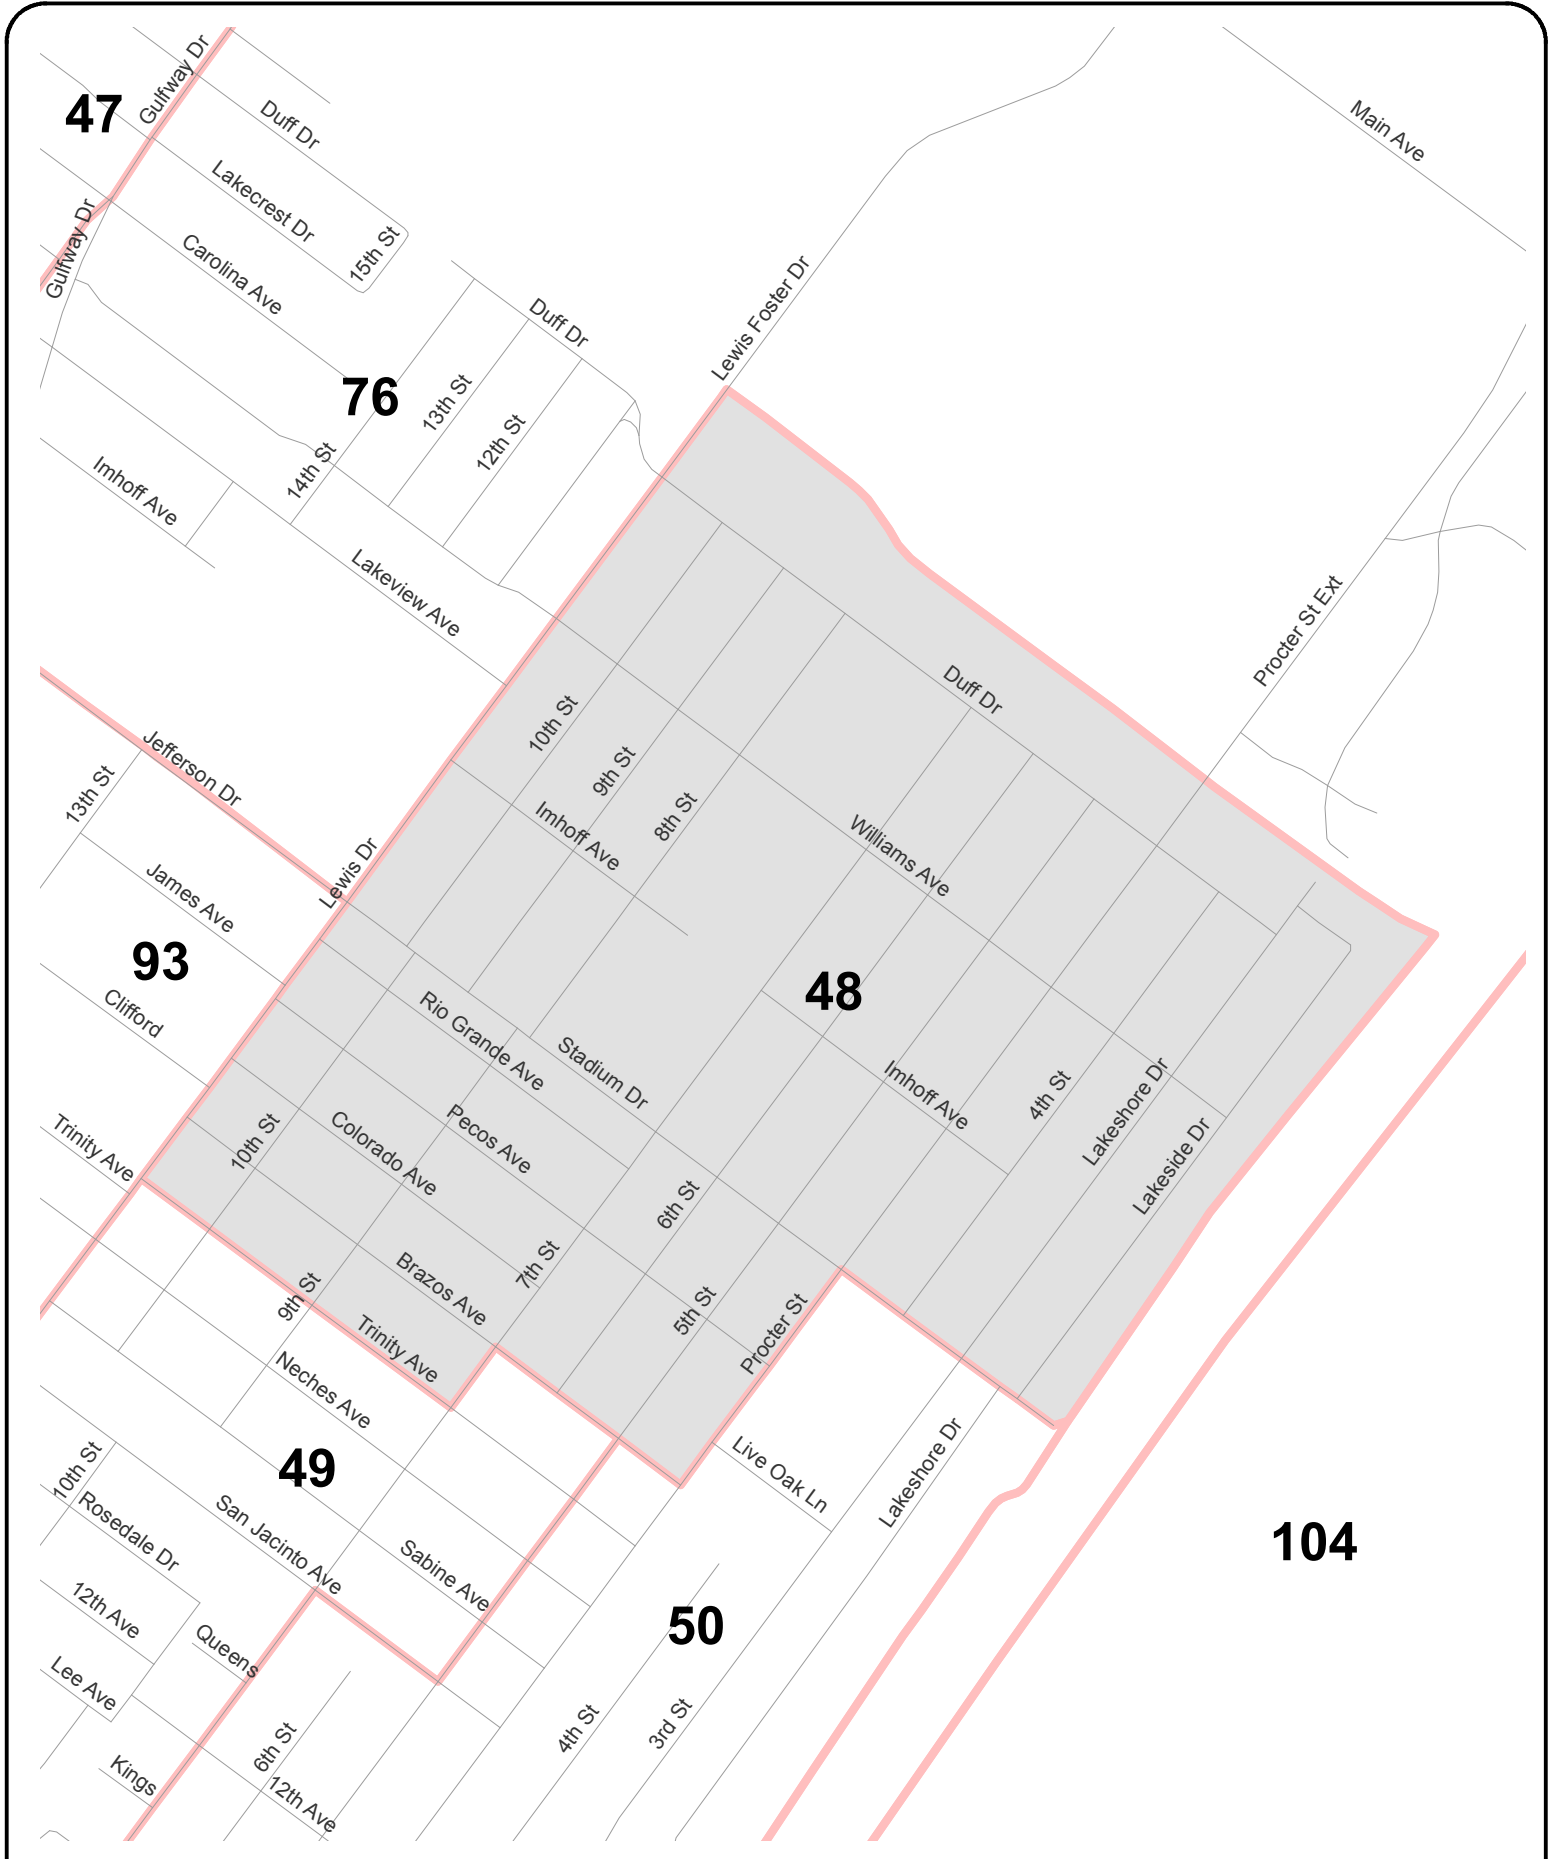 Gulfway Dr
47
Duff Dr
Main Ave
Lakecrest Dr
Gulfway Dr
15th St
Carolina Ave
Lewis Foster Dr
Duff Dr
76
13th St
12th St
14th St
Imhoff Ave
Lakeview Ave
Procter St Ext
Duff Dr
10th St
Jefferson Dr
9th St
13th St
8th St
Imhoff Ave
Williams Ave
Lewis Dr
James Ave
93
48
Clifford
Rio Grande Ave
Stadium Dr
Imhoff Ave
4th St
Lakeshore Dr
Trinity Ave
10th St
Colorado Ave
Pecos Ave
Lakeside Dr
6th St
7th St
9th St
Brazos Ave
5th St
Procter St
Trinity Ave
Neches Ave
49
Live Oak Ln
Lakeshore Dr
10th St
Rosedale Dr
San Jacinto Ave
Sabine Ave
104
12th Ave
Queens
50
Lee Ave
6th St
4th St
3rd St
Kings
12th Ave